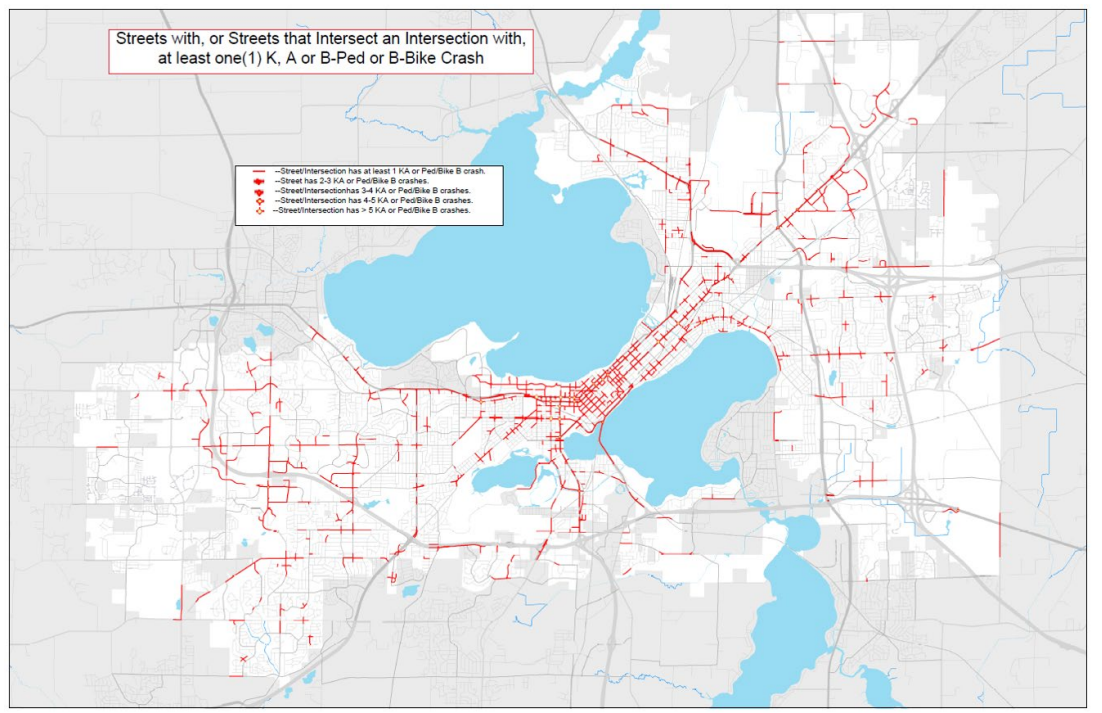 Streets with, or Streets that Intersect an Intersection with,
at least one(1) K, A or B-Ped or B-Bike Crash
--Street/Intersection has at least 1 KA or Ped/Bike B crash.
--Street has 2-3 KA or Ped/Bike B crashes.
--Street/Intersectionhas 3-4 KA or Ped/Bike B crashes.
--Street/Intersection has 4-5 KA or Ped/Bike B crashes.
--Street/Intersection has > 5 KA or Ped/Bike B crashes.